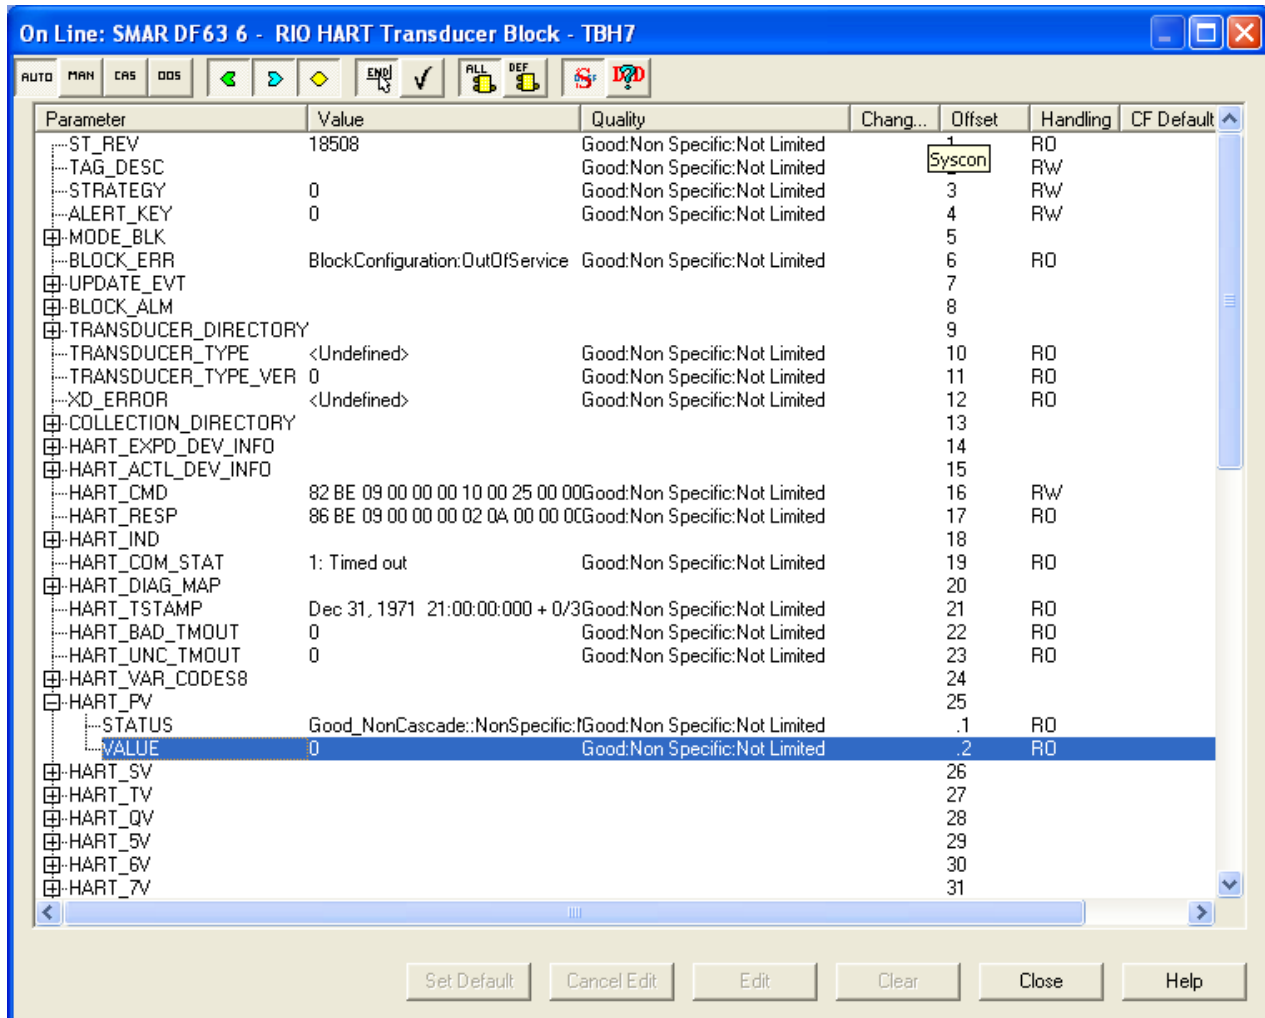 On Line: SMAR DF63 6 - RIO HART Transducer Block - TBH7
AUTO MAN CAS OOS END ALL DEF
Parameter Value Quality Chang... Offset Handling CF Default
ST_REV 18508 Good:Non Specific:Not Limited RO
Syscon
TAG_DESC Good:Non Specific:Not Limited RW
STRATEGY 0 Good:Non Specific:Not Limited 3 RW
ALERT_KEY 0 Good:Non Specific:Not Limited 4 RW
MODE_BLK 5
BLOCK_ERR BlockConfiguration:OutOfService Good:Non Specific:Not Limited 6 RO
UPDATE_EVT 7
BLOCK_ALM 8
TRANSDUCER_DIRECTORY 9
TRANSDUCER_TYPE <Undefined> Good:Non Specific:Not Limited 10 RO
TRANSDUCER_TYPE_VER 0 Good:Non Specific:Not Limited 11 RO
XD_ERROR <Undefined> Good:Non Specific:Not Limited 12 RO
COLLECTION_DIRECTORY 13
HART_EXPD_DEV_INFO 14
HART_ACTL_DEV_INFO 15
HART_CMD 82 BE 09 00 00 00 10 00 25 00 00 Good:Non Specific:Not Limited 16 RW
HART_RESP 86 BE 09 00 00 00 02 0A 00 00 Good:Non Specific:Not Limited 17 RO
HART_IND 18
HART_COM_STAT 1: Timed out Good:Non Specific:Not Limited 19 RO
HART_DIAG_MAP 20
HART_TSTAMP Dec 31, 1971 21:00:00:000 + 0/3 Good:Non Specific:Not Limited 21 RO
HART_BAD_TMOUT 0 Good:Non Specific:Not Limited 22 RO
HART_UNC_TMOUT 0 Good:Non Specific:Not Limited 23 RO
HART_VAR_CODES8 24
HART_PV 25
STATUS Good_NonCascade::NonSpecific: Good:Non Specific:Not Limited .1 RO
VALUE 0 Good:Non Specific:Not Limited .2 RO
HART_SV 26
HART_TV 27
HART_QV 28
HART_5V 29
HART_6V 30
HART_7V 31
Set Default Cancel Edit Edit Clear Close Help